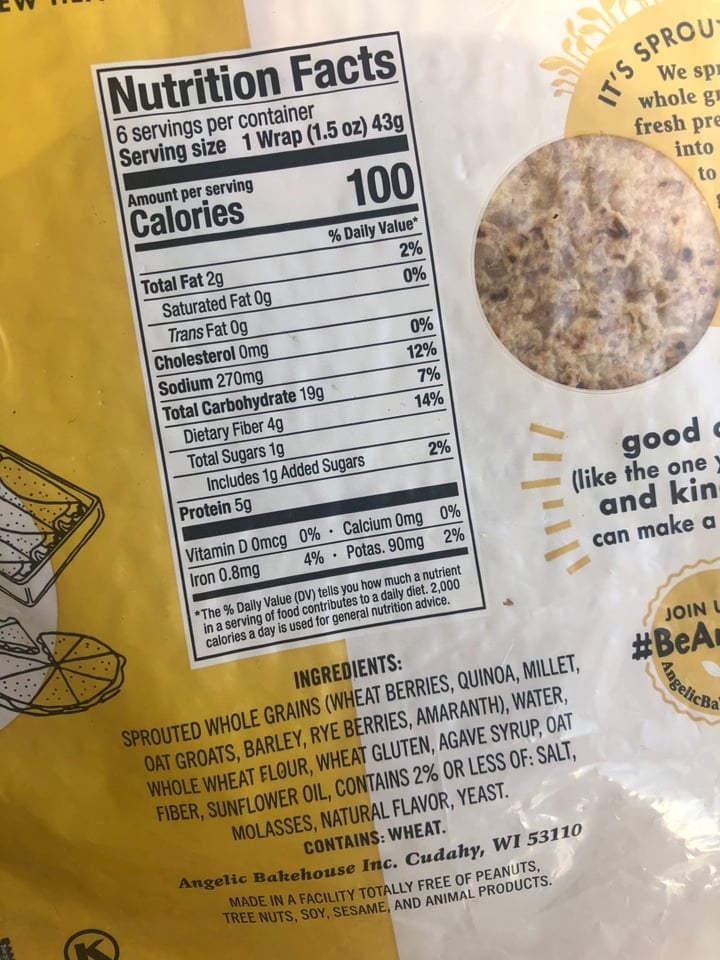 Nutrition Facts
6 servings per container
Serving size 1 Wrap (1.5 oz) 43g
Amount per serving
Calories 100
% Daily Value*
Total Fat 2g 2%
Saturated Fat 0g 0%
Trans Fat 0g
Cholesterol 0mg 0%
Sodium 270mg 12%
Total Carbohydrate 19g 7%
Dietary Fiber 4g 14%
Total Sugars 1g
Includes 1g Added Sugars 2%
Protein 5g
Vitamin D 0mcg 0% • Calcium 0mg 0%
Iron 0.8mg 4% • Potas. 90mg 2%
*The % Daily Value (DV) tells you how much a nutrient
in a serving of food contributes to a daily diet. 2,000
calories a day is used for general nutrition advice.
INGREDIENTS:
SPROUTED WHOLE GRAINS (WHEAT BERRIES, QUINOA, MILLET,
OAT GROATS, BARLEY, RYE BERRIES, AMARANTH), WATER,
WHOLE WHEAT FLOUR, WHEAT GLUTEN, AGAVE SYRUP, OAT
FIBER, SUNFLOWER OIL, CONTAINS 2% OR LESS OF: SALT,
MOLASSES, NATURAL FLAVOR, YEAST.
CONTAINS: WHEAT.
Angelic Bakehouse Inc. Cudahy, WI 53110
MADE IN A FACILITY TOTALLY FREE OF PEANUTS,
TREE NUTS, SOY, SESAME, AND ANIMAL PRODUCTS.
K
IT'S SPROU
We spr
whole gr
fresh pre
into
to
good
(like the one y
and kin
can make a
JOIN U
#BeA
AngelicBa